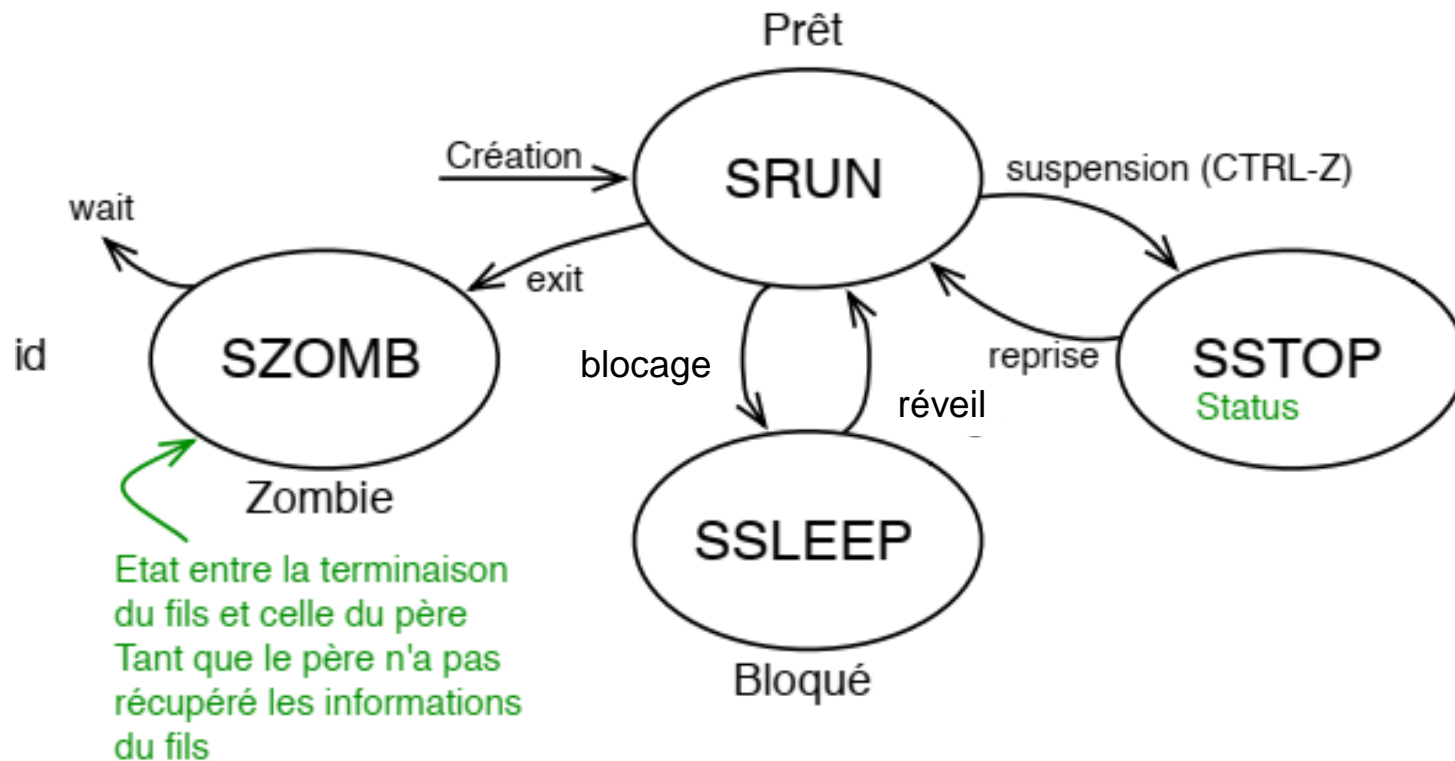 Prêt
Création
SRUN
suspension (CTRL-Z)
wait
exit
id
SZOMB
blocage
réveil
reprise
SSTOP
Status
Zombie
SSLEEP
Bloqué
Etat entre la terminaison
du fils et celle du père
Tant que le père n'a pas
récupéré les informations
du fils